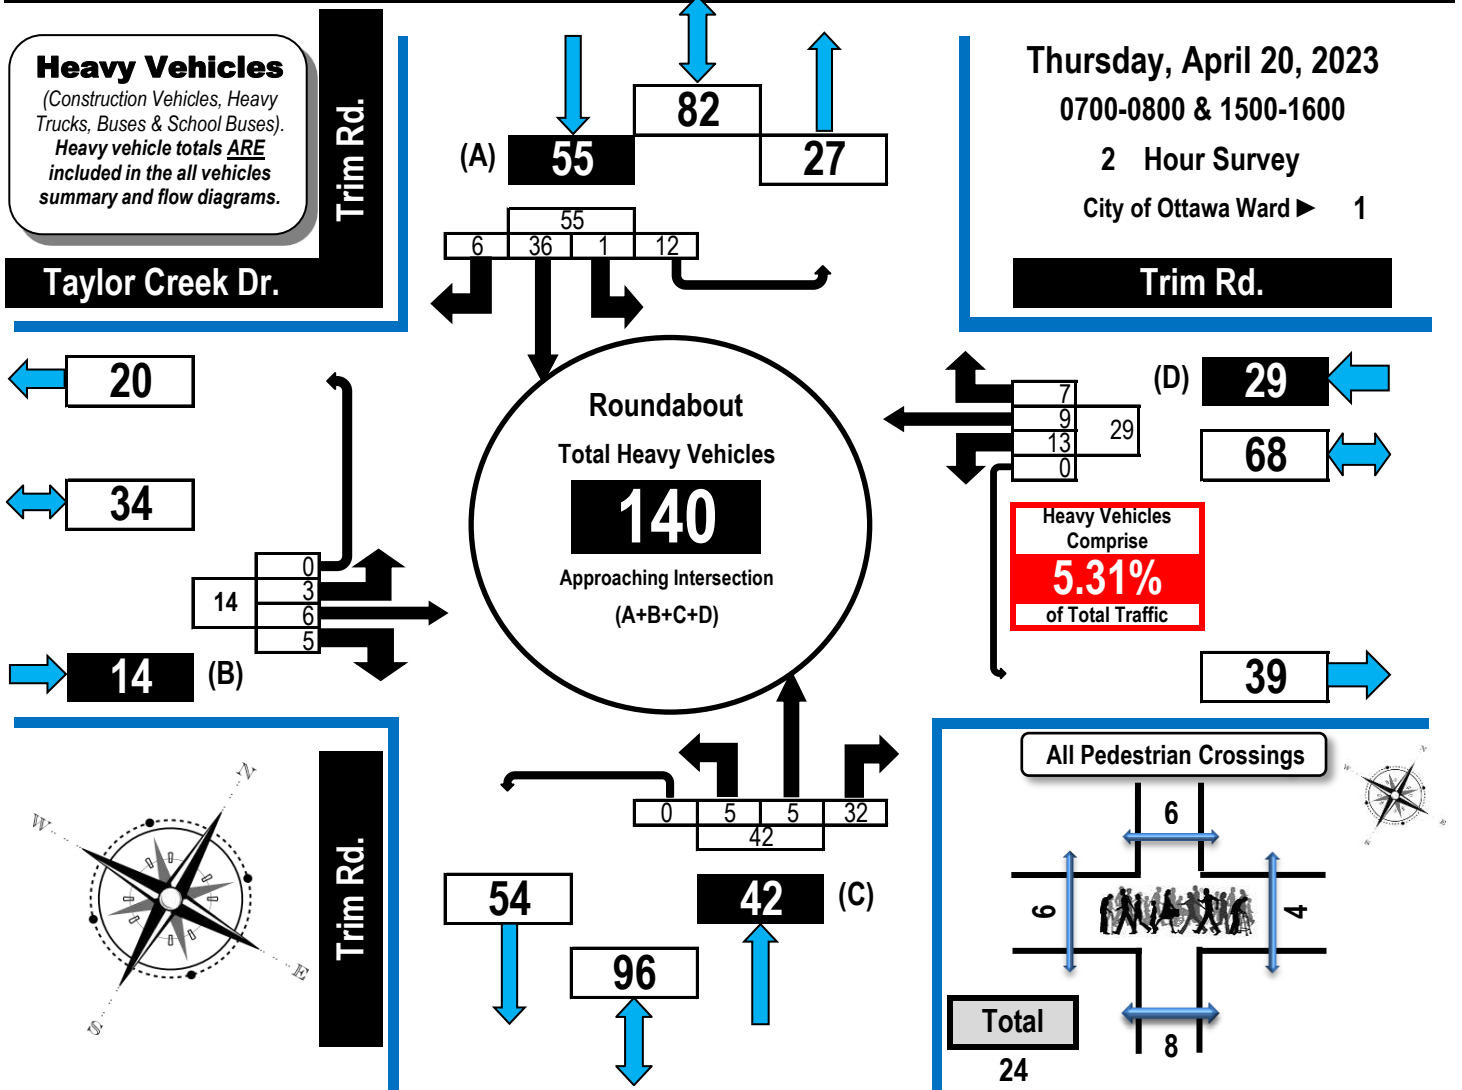 Heavy Vehicles
(Construction Vehicles, Heavy
Trucks, Buses & School Buses).
Heavy vehicle totals ARE
included in the all vehicles
summary and flow diagrams.
Trim Rd.
Taylor Creek Dr.
82
(A) 55
27
55
6 36 1 12
Thursday, April 20, 2023
0700-0800 & 1500-1600
2 Hour Survey
City of Ottawa Ward ► 1
Trim Rd.
20
34
0
3
6
5
14
14 (B)
Roundabout
Total Heavy Vehicles
140
Approaching Intersection
(A+B+C+D)
7
9
13
0
29
(D) 29
68
Heavy Vehicles
Comprise
5.31%
of Total Traffic
39
N
W
E
S
Trim Rd.
0 5 5 32
42
54
42 (C)
96
All Pedestrian Crossings
N
W
E
S
6
6
4
8
Total
24